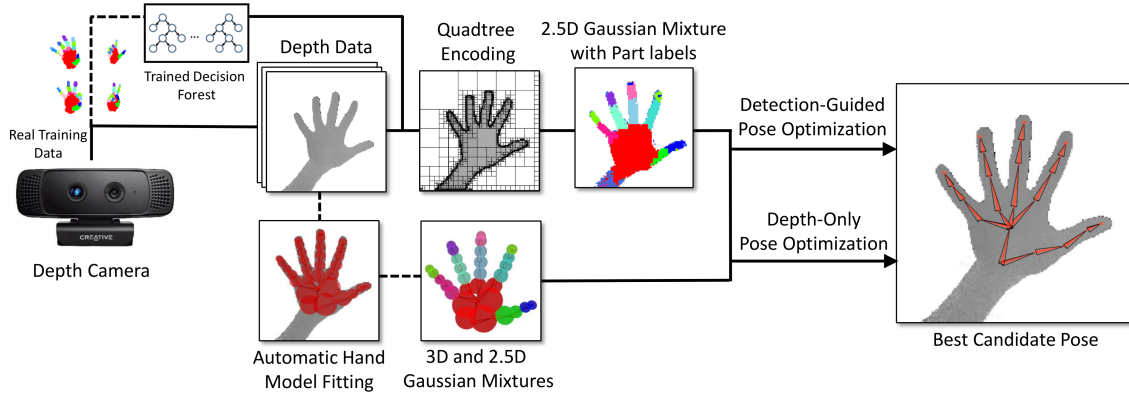 Real Training
Data
...
Trained Decision
Forest
CREATIVE
Depth Camera
Depth Data
Quadtree
Encoding
2.5D Gaussian Mixture
with Part labels
Automatic Hand
Model Fitting
3D and 2.5D
Gaussian Mixtures
Detection-Guided
Pose Optimization
Depth-Only
Pose Optimization
Best Candidate Pose